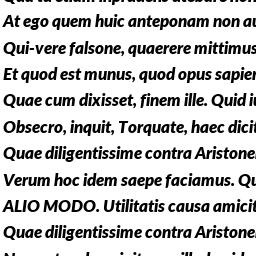 At ego quem huic anteponam non au
Qui-vere falsone, quaerere mittimus
Et quod est munus, quod opus sapien
Quae cum dixisset, finem ille. Quid iu
Obsecro, inquit, Torquate, haec dicit
Quae diligentissime contra Aristone
Verum hoc idem saepe faciamus. Qu
ALIO MODO. Utilitatis causa amicit
Quae diligentissime contra Aristone